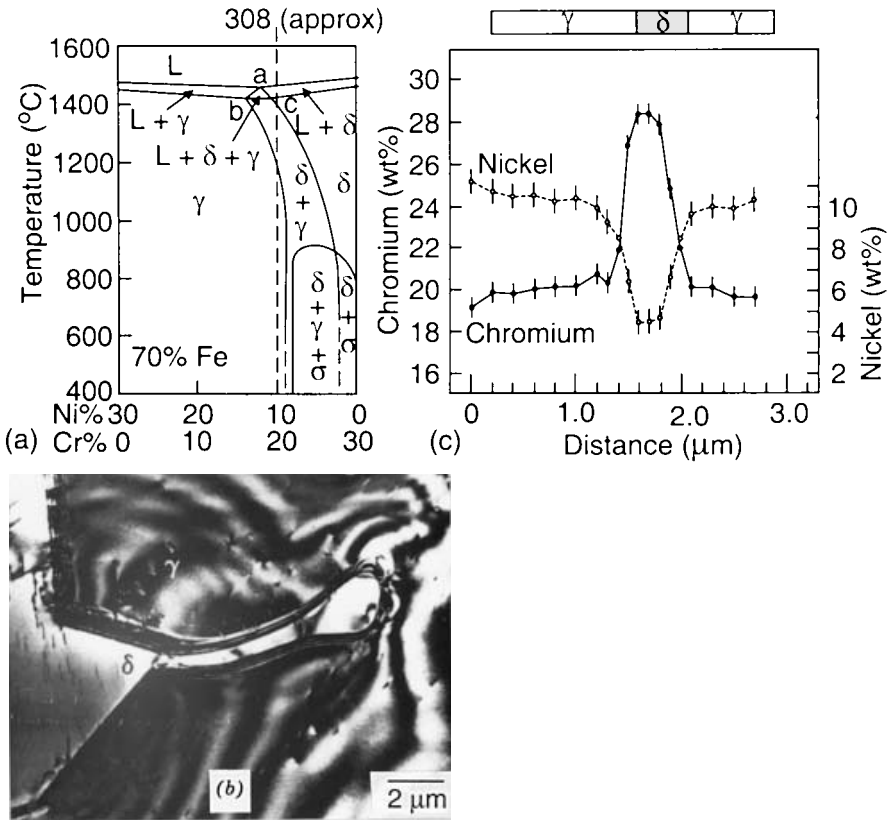 308 (approx)
1600
1400
1200
1000
800
600
400
Temperature (°C)
L
a
b
c
L + γ
L + δ
L + δ + γ
γ
δ + γ
δ
δ + γ + σ
δ + σ
70% Fe
Ni% 30 20 10 0
Cr% 0 10 20 30
(a)
γ δ γ
30
28
26
24
22
20
18
16
Chromium (wt%)
Nickel
Chromium
10
8
6
4
2
Nickel (wt%)
0 1.0 2.0 3.0
Distance (μm)
(c)
γ
δ
(b)
2 μm